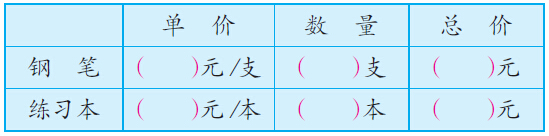 单 价 数 量 总 价
钢 笔 ( )元/支 ( )支 ( )元
练习本 ( )元/本 ( )本 ( )元